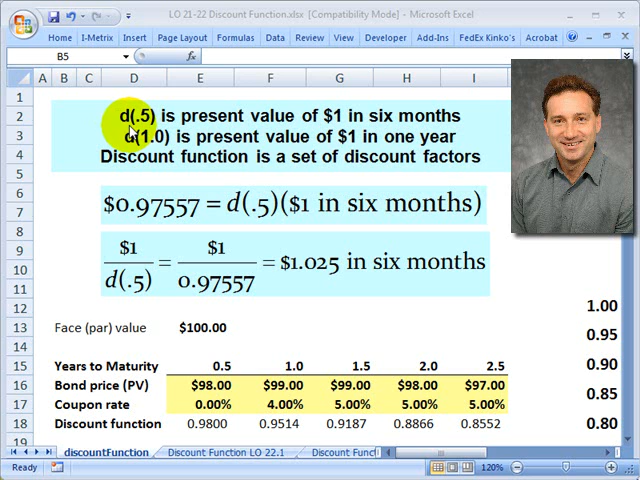 LO 21-22 Discount Function.xlsx [Compatibility Mode] - Microsoft Excel
Home I-Metrix Insert Page Layout Formulas Data Review View Developer Add-Ins FedEx Kinko's Acrobat
B5 fx
A B C D E F G H I
1
2 d(.5) is present value of $1 in six months
3 d(1.0) is present value of $1 in one year
4 Discount function is a set of discount factors
5
6
7 $0.97557 = d(.5)($1 in six months)
8
9 $1 / d(.5) = $1 / 0.97557 = $1.025 in six months
10
11
12 1.00
13 Face (par) value $100.00 0.95
14
15 Years to Maturity 0.5 1.0 1.5 2.0 2.5 0.90
16 Bond price (PV) $98.00 $99.00 $99.00 $98.00 $97.00
17 Coupon rate 0.00% 4.00% 5.00% 5.00% 5.00% 0.85
18 Discount function 0.9800 0.9514 0.9187 0.8866 0.8552 0.80
19
discountFunction Discount Function LO 22.1 Discount Funct
Ready 120%